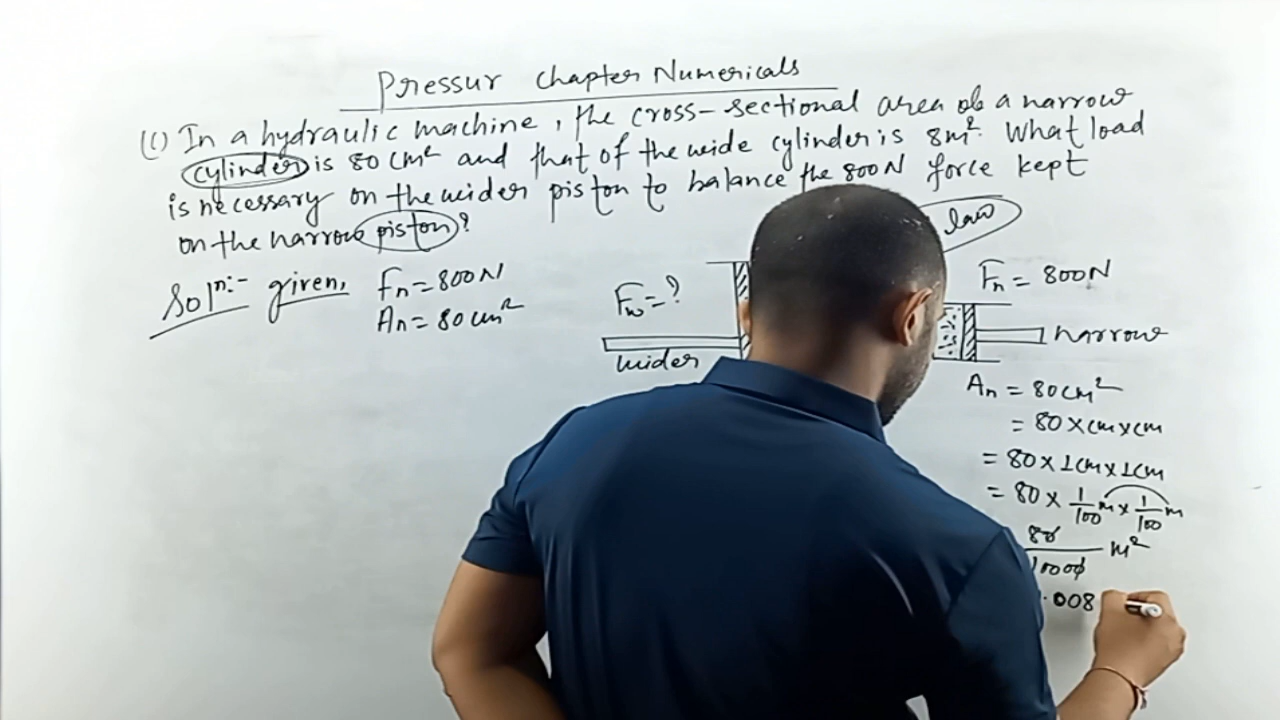 Pressur Chapter Numericals
(1) In a hydraulic machine, the cross-sectional area of a narrow
cylinder is 80 cm² and that of the wide cylinder is 8m². What load
is necessary on the wider piston to balance the 800N force kept
on the narrow piston?
law
Solⁿ:- given,
Fn = 800N
An = 80cm²
Fw = ?
wider
Fn = 800N
narrow
An = 80cm²
= 80×cm×cm
= 80×1cm×1cm
= 80 × 1/100 m × 1/100 m
80/10000 m²
.008